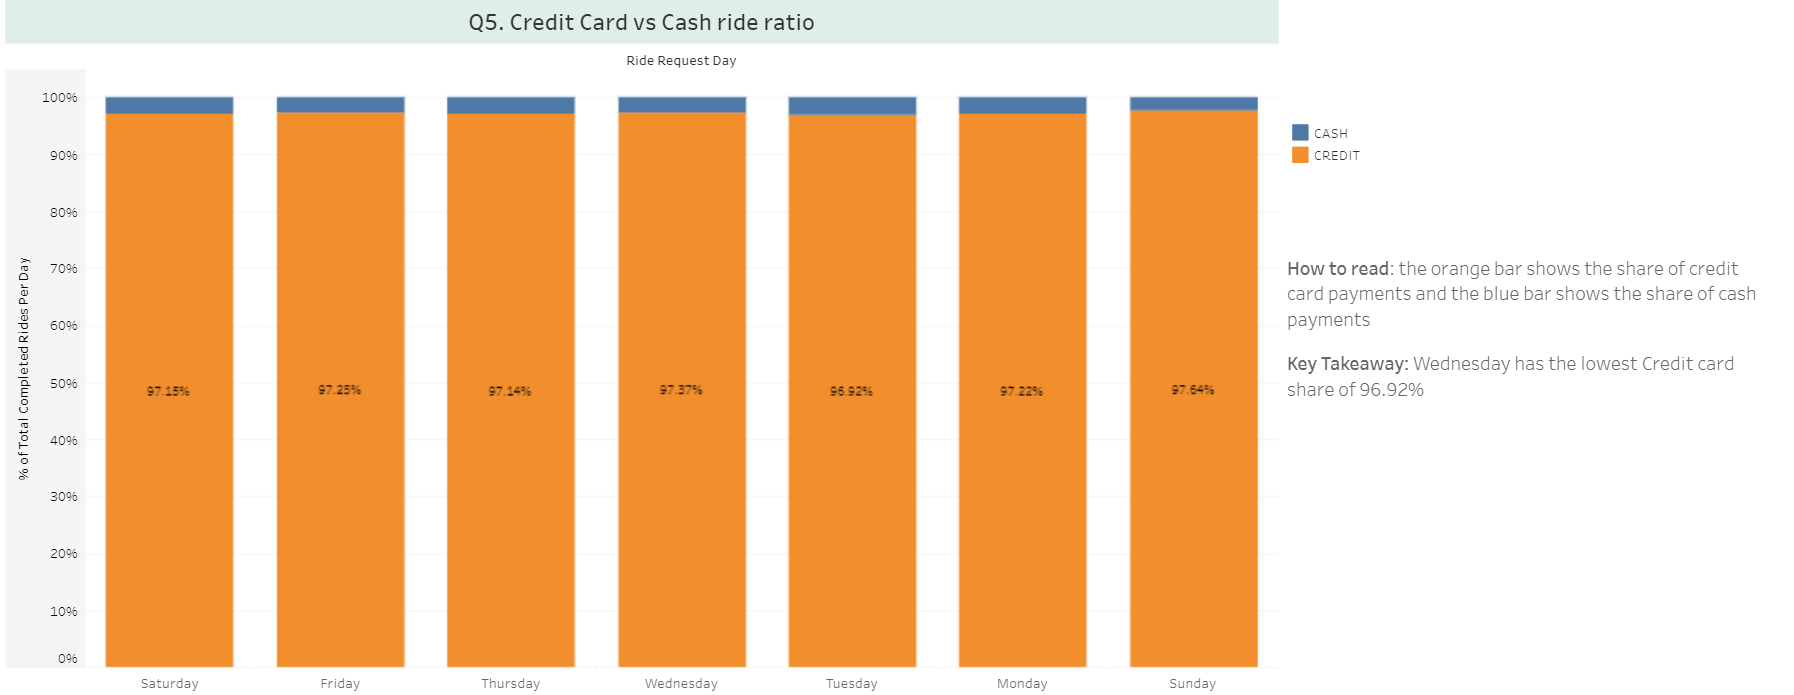 Q5. Credit Card vs Cash ride ratio
Ride Request Day
% of Total Completed Rides Per Day
100%
90%
80%
70%
60%
50%
40%
30%
20%
10%
0%
97.15%
97.25%
97.14%
97.37%
96.92%
97.22%
97.64%
Saturday
Friday
Thursday
Wednesday
Tuesday
Monday
Sunday
CASH
CREDIT
How to read: the orange bar shows the share of credit
card payments and the blue bar shows the share of cash
payments
Key Takeaway: Wednesday has the lowest Credit card
share of 96.92%